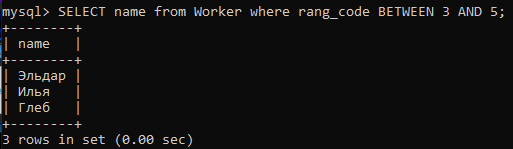 mysql> SELECT name from Worker where rang_code BETWEEN 3 AND 5;
+--------+
| name   |
+--------+
| Эльдар |
| Илья   |
| Глеб   |
+--------+
3 rows in set (0.00 sec)